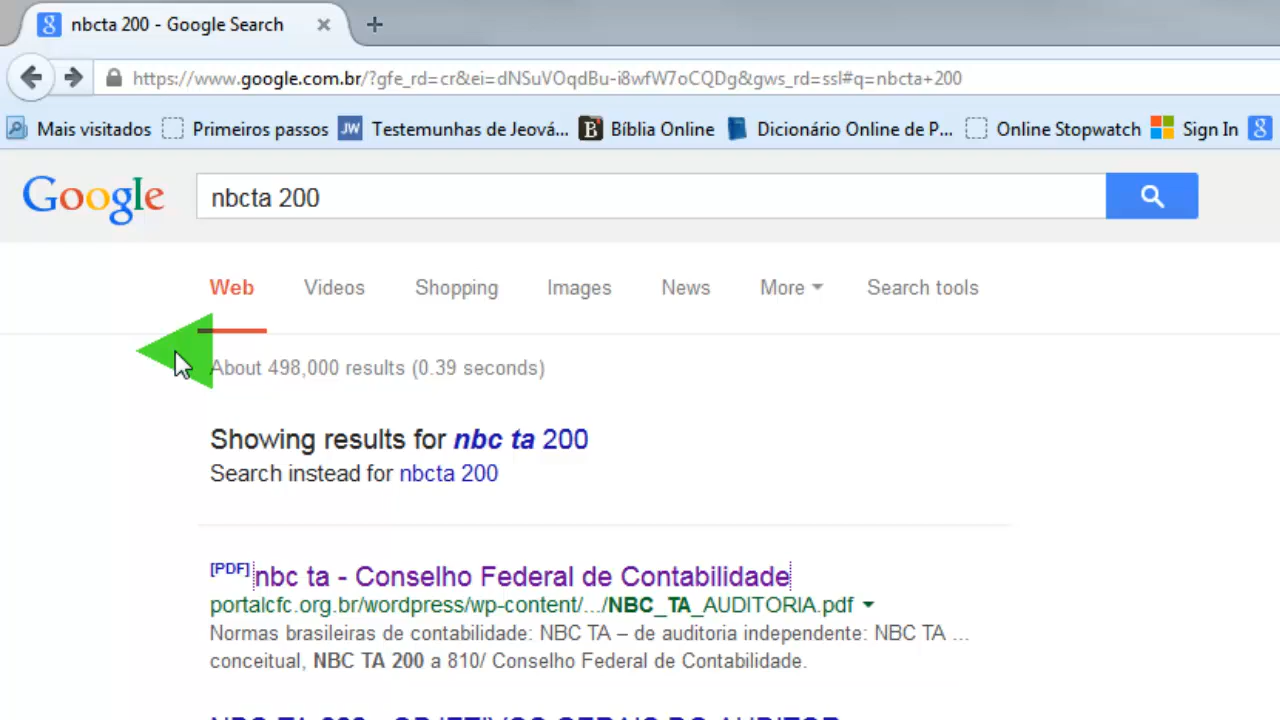 nbcta 200 - Google Search
https://www.google.com.br/?gfe_rd=cr&ei=dNSuVOqdBu-i8wfW7oCQDg&gws_rd=ssl#q=nbcta+200
Mais visitados Primeiros passos JW Testemunhas de Jeová... B Bíblia Online Dicionário Online de P... Online Stopwatch Sign In g
Google nbcta 200
Web Videos Shopping Images News More Search tools
About 498,000 results (0.39 seconds)
Showing results for nbc ta 200
Search instead for nbcta 200
[PDF] nbc ta - Conselho Federal de Contabilidade
portalcfc.org.br/wordpress/wp-content/.../NBC_TA_AUDITORIA.pdf
Normas brasileiras de contabilidade: NBC TA – de auditoria independente: NBC TA ...
conceitual, NBC TA 200 a 810/ Conselho Federal de Contabilidade.